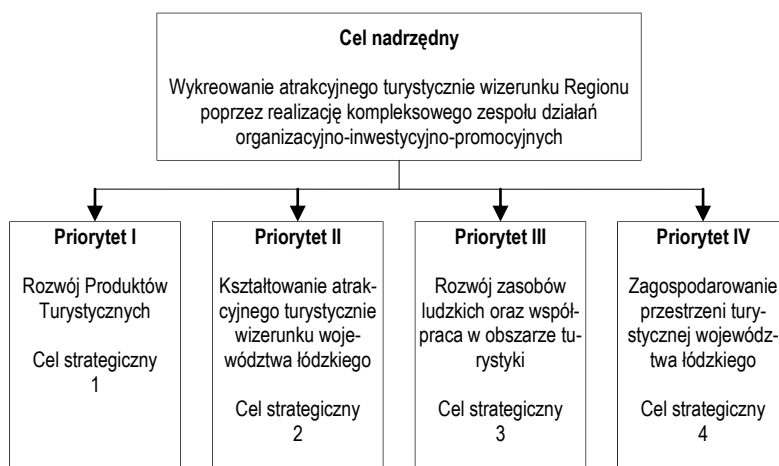 Cel nadrzędny
Wykreowanie atrakcyjnego turystycznie wizerunku Regionu
poprzez realizację kompleksowego zespołu działań
organizacyjno-inwestycyjno-promocyjnych
Priorytet I
Rozwój Produktów
Turystycznych
Cel strategiczny
1
Priorytet II
Kształtowanie atrak-
cyjnego turystycznie
wizerunku woje-
wództwa łódzkiego
Cel strategiczny
2
Priorytet III
Rozwój zasobów
ludzkich oraz współ-
praca w obszarze tu-
rystyki
Cel strategiczny
3
Priorytet IV
Zagospodarowanie
przestrzeni tury-
stycznej wojewódz-
twa łódzkiego
Cel strategiczny
4